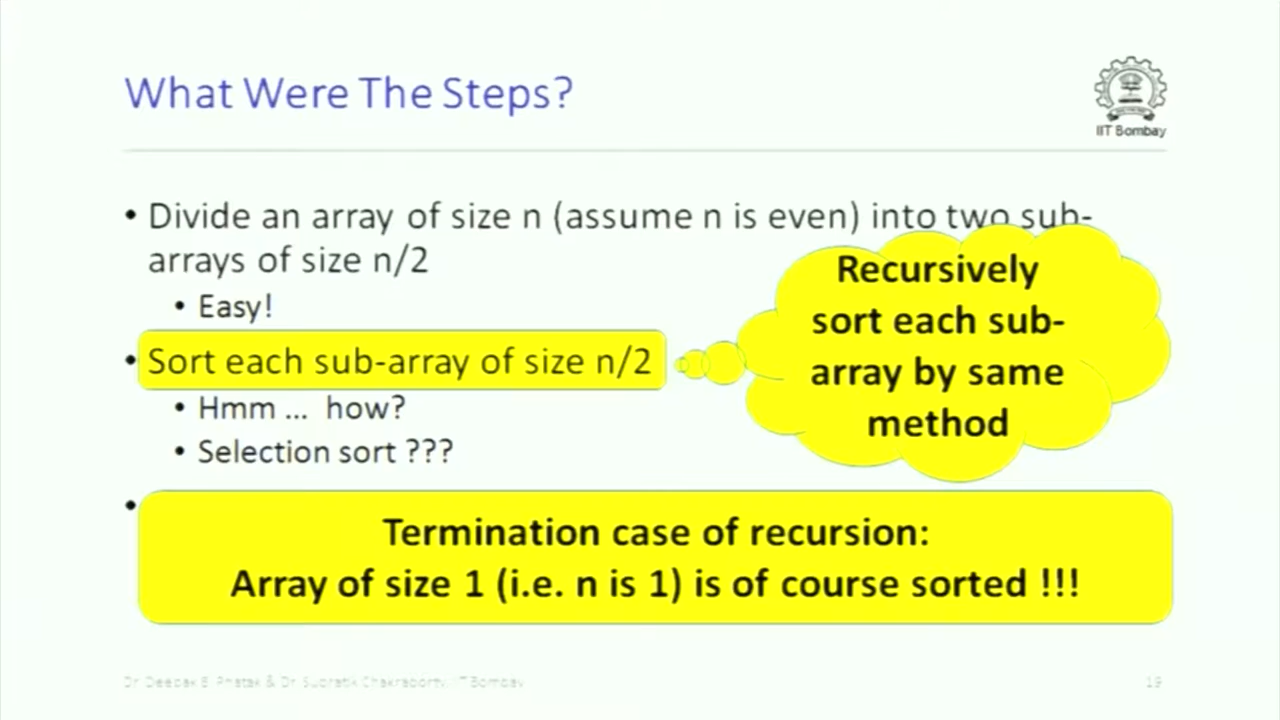 What Were The Steps?
IIT Bombay
• Divide an array of size n (assume n is even) into two sub-
arrays of size n/2
• Easy!
• Sort each sub-array of size n/2
• Hmm ... how?
• Selection sort ???
Recursively
sort each sub-
array by same
method
•
Termination case of recursion:
Array of size 1 (i.e. n is 1) is of course sorted !!!
Dr Deepak B Phatak & Dr Supratik Chakraborty, IIT Bombay
19